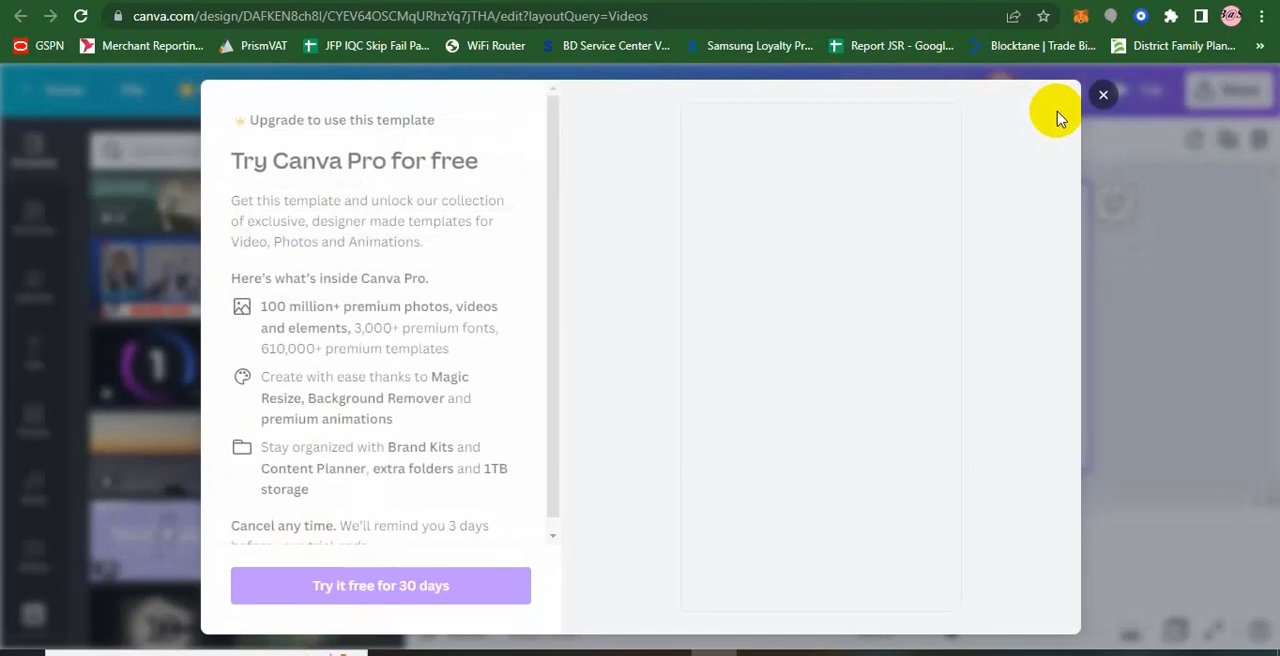 canva.com/design/DAFKEN8ch8I/CYEV64OSCMqURhzYq7jTHA/edit?layoutQuery=Videos
GSPN
Merchant Reportin...
PrismVAT
JFP IQC Skip Fail Pa...
WiFi Router
BD Service Center V...
Samsung Loyalty Pr...
Report JSR - Googl...
Blocktane | Trade Bi...
District Family Plan...
»
Upgrade to use this template
Try Canva Pro for free
Get this template and unlock our collection
of exclusive, designer made templates for
Video, Photos and Animations.
Here's what's inside Canva Pro.
100 million+ premium photos, videos
and elements, 3,000+ premium fonts,
610,000+ premium templates
Create with ease thanks to Magic
Resize, Background Remover and
premium animations
Stay organized with Brand Kits and
Content Planner, extra folders and 1TB
storage
Cancel any time. We'll remind you 3 days
before your trial ends.
Try it free for 30 days